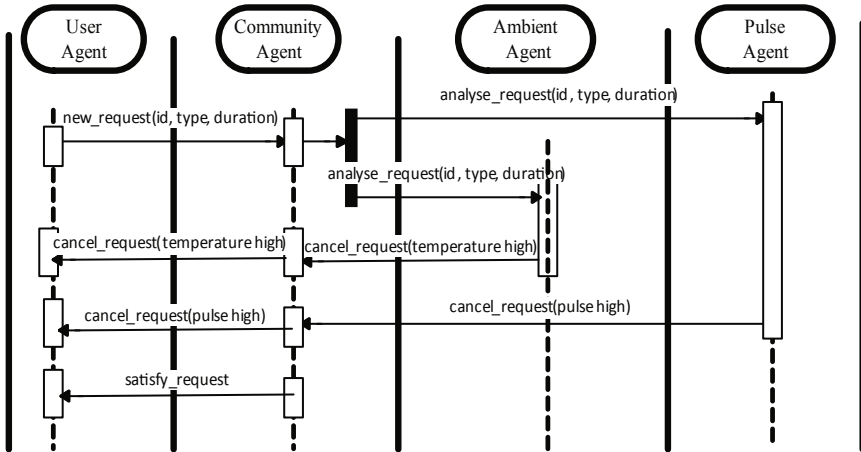 User
Agent
Community
Agent
Ambient
Agent
Pulse
Agent
analyse_request(id, type, duration)
new_request(id, type, duration)
analyse_request(id, type, duration)
cancel_request(temperature high)
cancel_request(temperature high)
cancel_request(pulse high)
cancel_request(pulse high)
satisfy_request